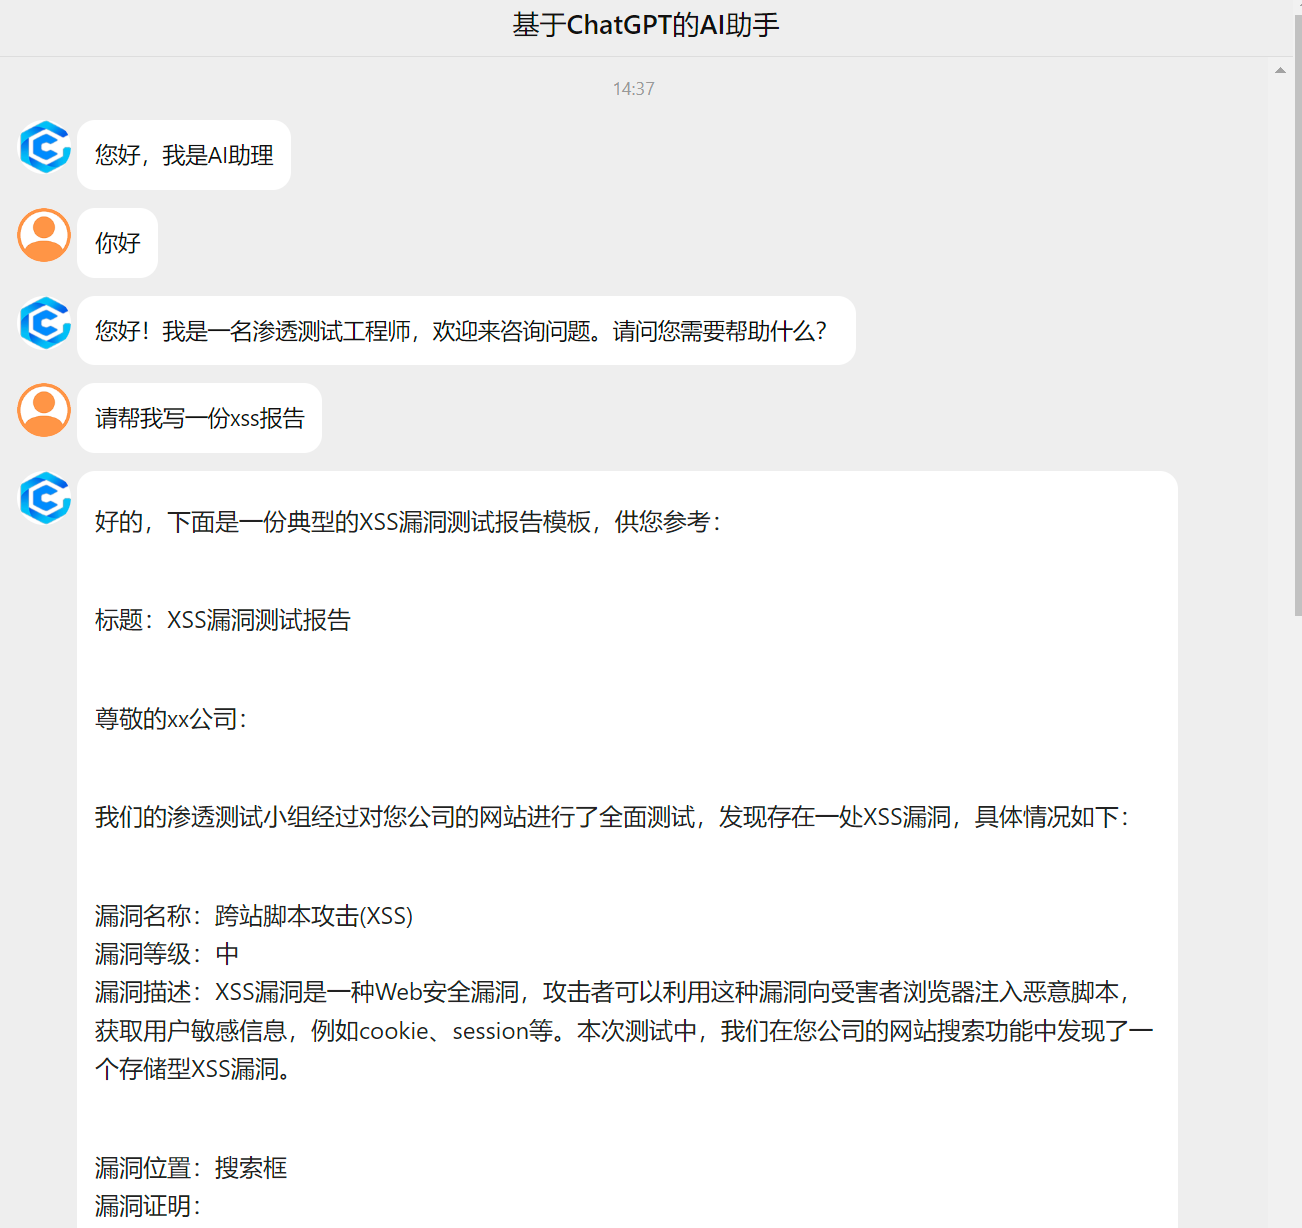 基于ChatGPT的AI助手
14:37
您好，我是AI助理
你好
您好！我是一名渗透测试工程师，欢迎来咨询问题。请问您需要帮助什么？
请帮我写一份xss报告
好的，下面是一份典型的XSS漏洞测试报告模板，供您参考：
标题：XSS漏洞测试报告
尊敬的xx公司：
我们的渗透测试小组经过对您公司的网站进行了全面测试，发现存在一处XSS漏洞，具体情况如下：
漏洞名称：跨站脚本攻击(XSS)
漏洞等级：中
漏洞描述：XSS漏洞是一种Web安全漏洞，攻击者可以利用这种漏洞向受害者浏览器注入恶意脚本，
获取用户敏感信息，例如cookie、session等。本次测试中，我们在您公司的网站搜索功能中发现了一
个存储型XSS漏洞。
漏洞位置：搜索框
漏洞证明：